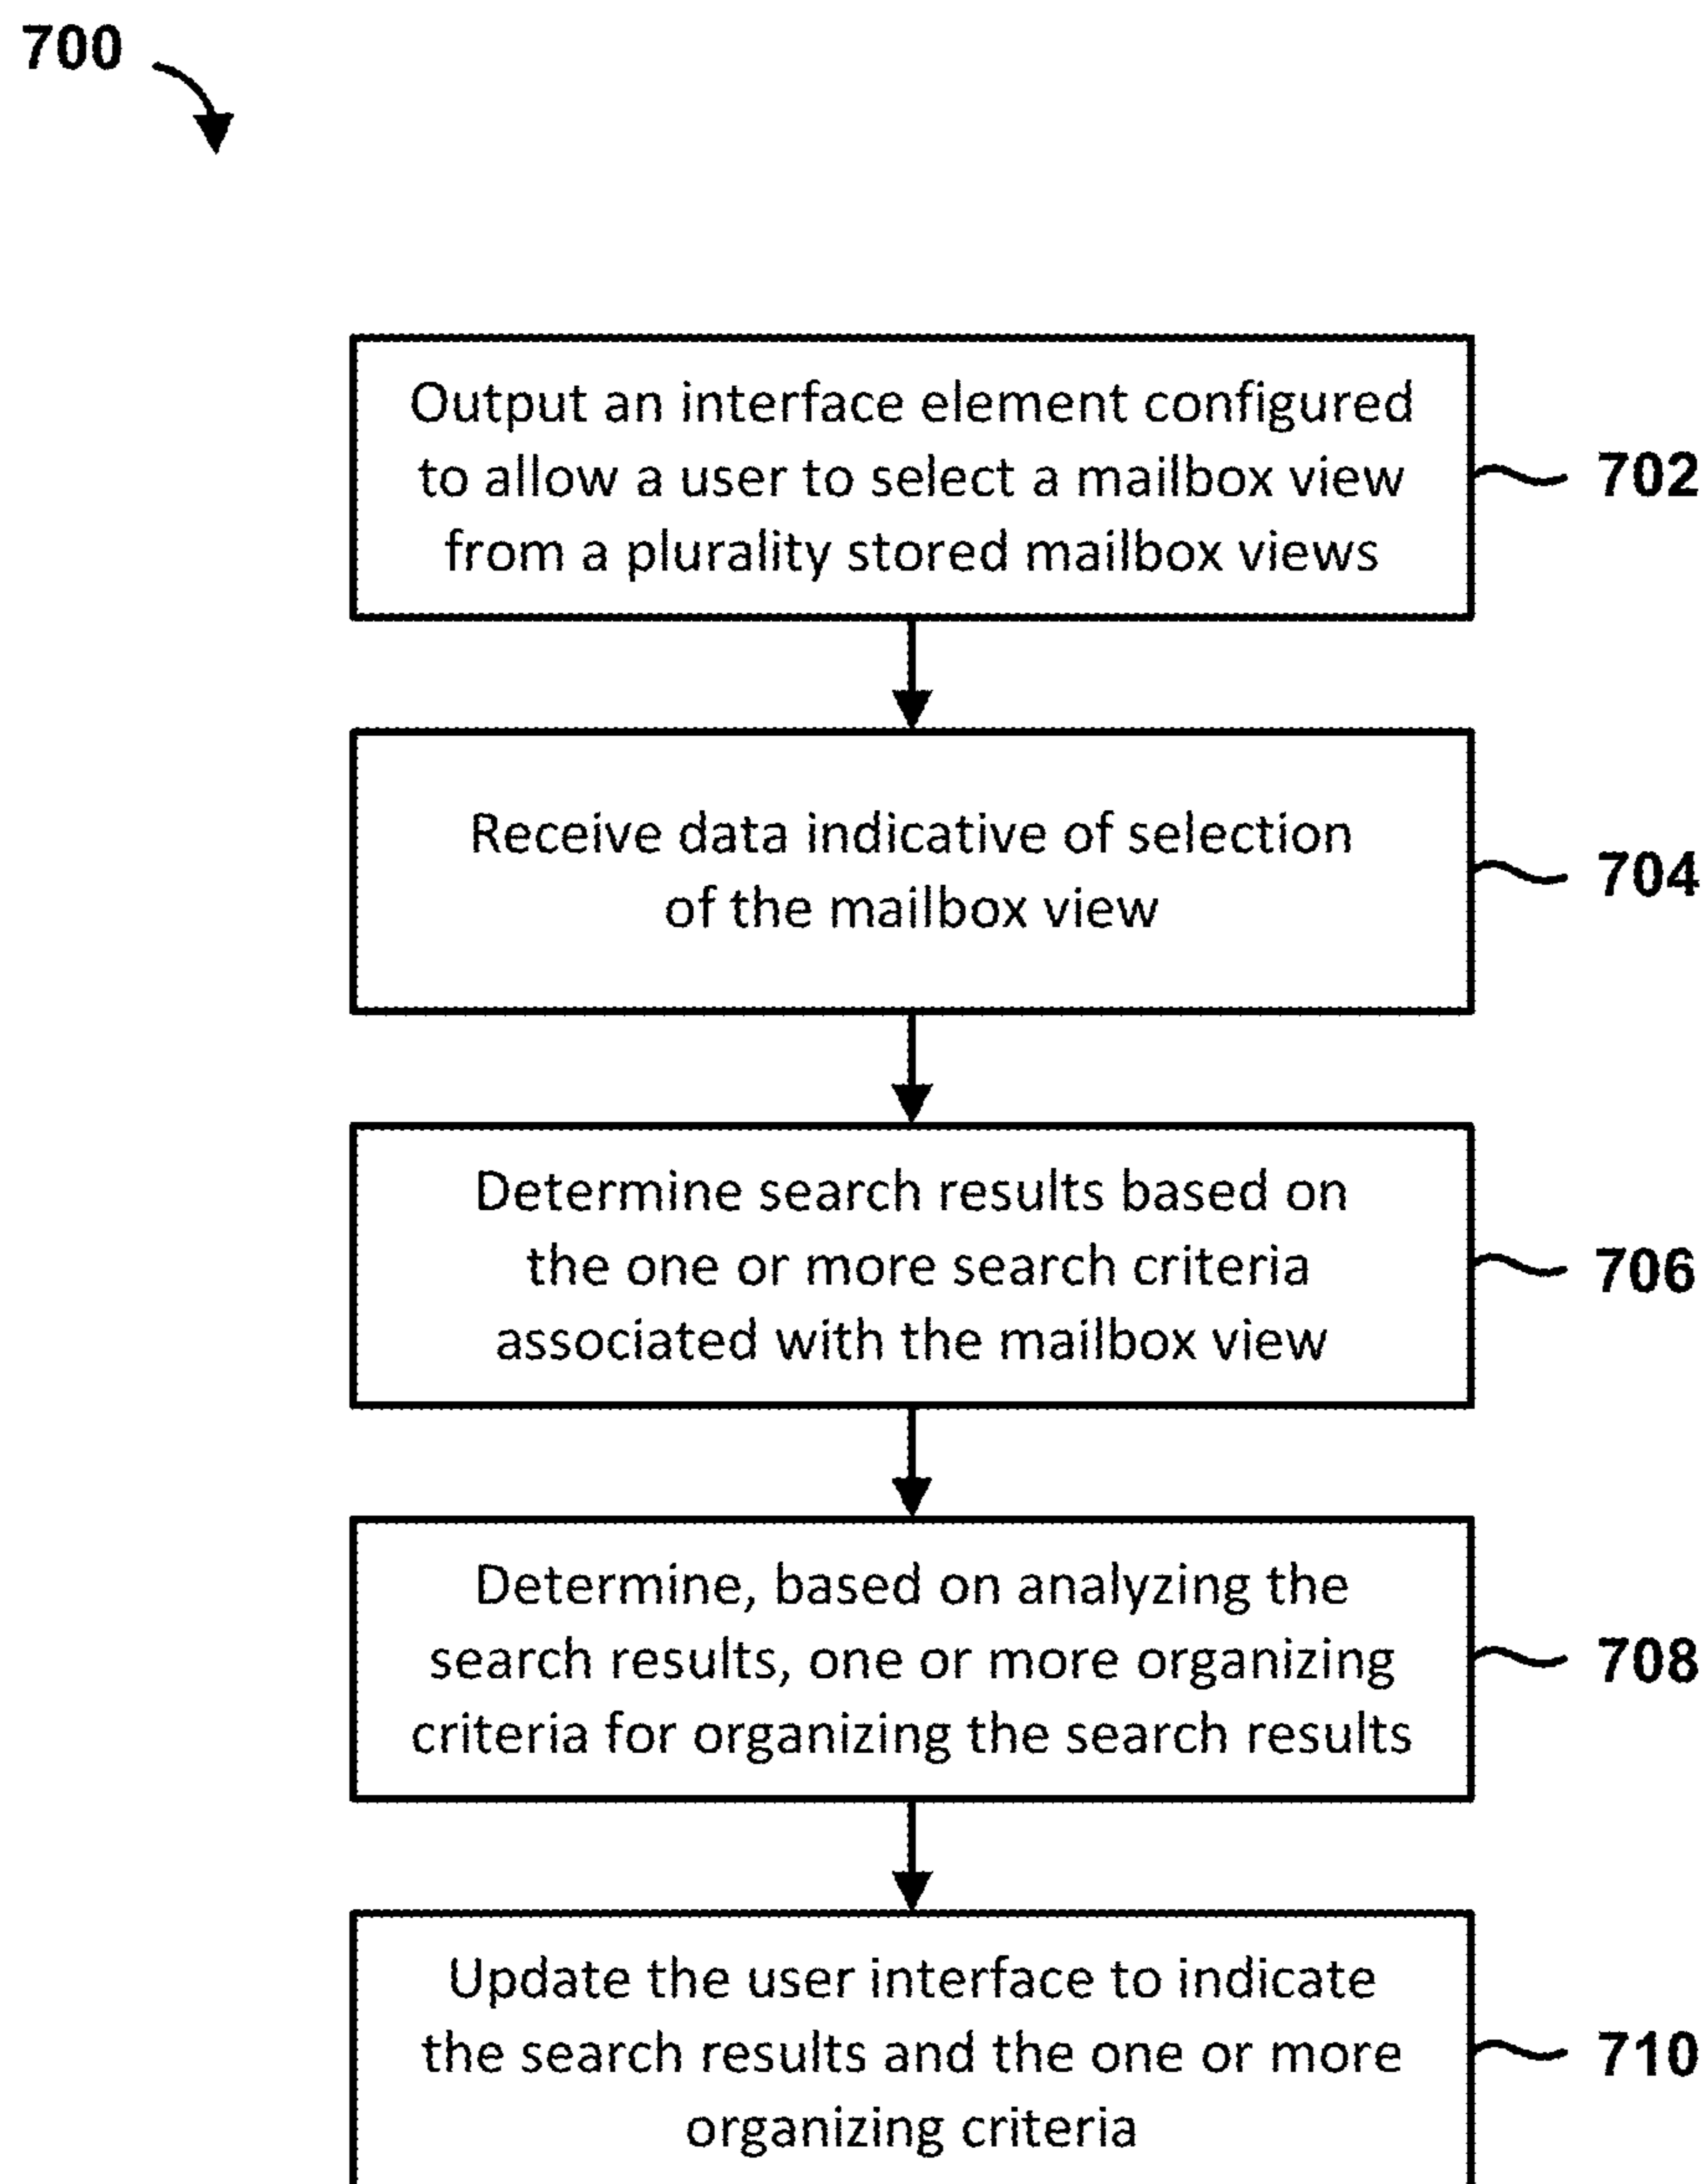 700
Output an interface element configured
to allow a user to select a mailbox view
from a plurality stored mailbox views
702
Receive data indicative of selection
of the mailbox view
704
Determine search results based on
the one or more search criteria
associated with the mailbox view
706
Determine, based on analyzing the
search results, one or more organizing
criteria for organizing the search results
708
Update the user interface to indicate
the search results and the one or more
organizing criteria
710